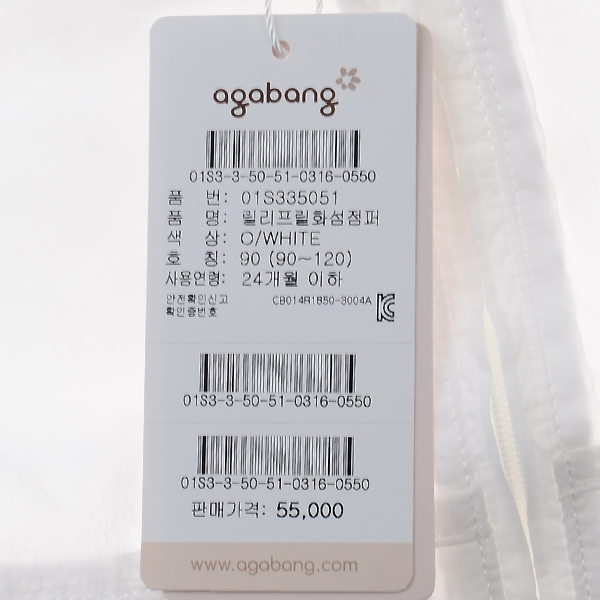 agabang
01S3-3-50-51-0316-0550
품 번: 01S335051
품 명: 릴리프릴화섬점퍼
색 상: O/WHITE
호 칭: 90 (90~120)
사용연령: 24개월 이하
안전확인신고 CB014R1850-3004A
확인증번호
01S3-3-50-51-0316-0550
01S3-3-50-51-0316-0550
판매가격: 55,000
www.agabang.com